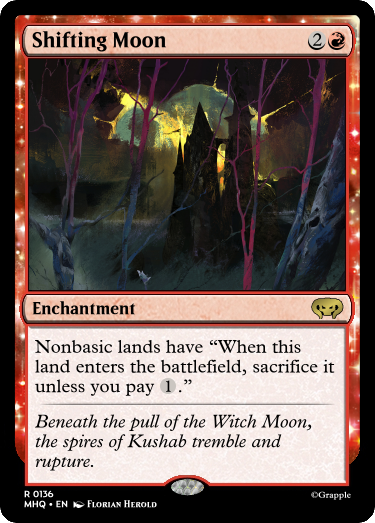 Shifting Moon 2
Enchantment
Nonbasic lands have “When this
land enters the battlefield, sacrifice it
unless you pay 1.”
Beneath the pull of the Witch Moon,
the spires of Kushab tremble and
rupture.
R 0136
MHQ • EN Florian Herold
©Grapple